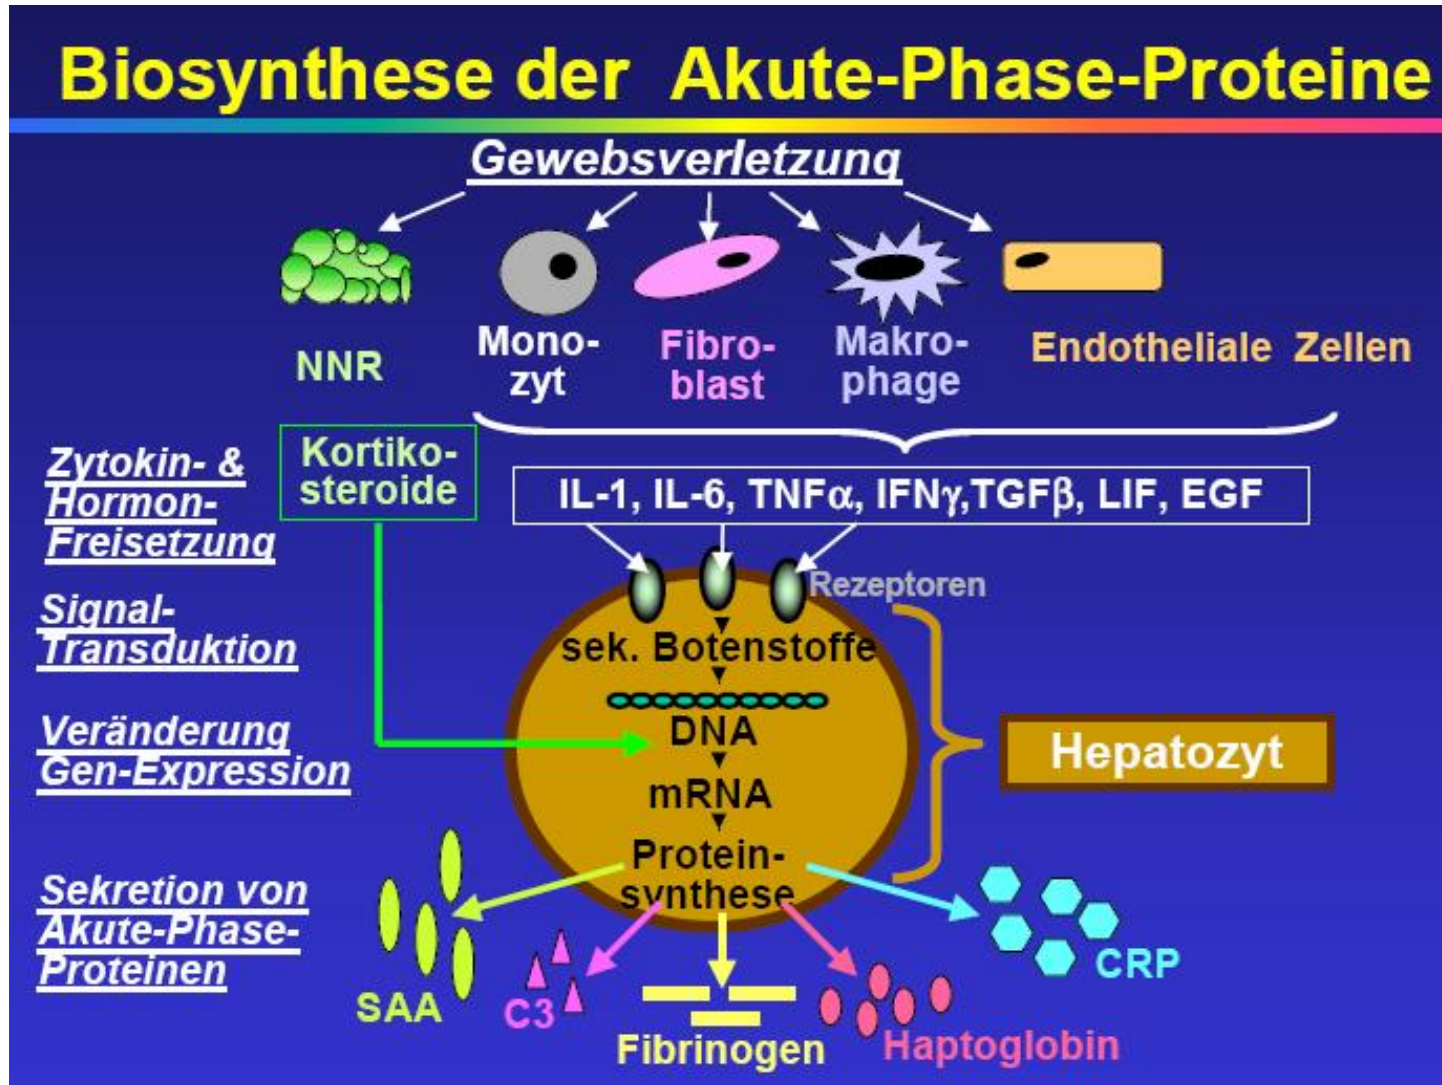 Biosynthese der Akute-Phase-Proteine
Gewebsverletzung
NNR
Mono-
zyt
Fibro-
blast
Makro-
phage
Endotheliale Zellen
Zytokin- &
Hormon-
Freisetzung
Kortiko-
steroide
IL-1, IL-6, TNFα, IFNγ,TGFβ, LIF, EGF
Rezeptoren
Signal-
Transduktion
sek. Botenstoffe
Veränderung
Gen-Expression
DNA
mRNA
Protein-
synthese
Hepatozyt
Sekretion von
Akute-Phase-
Proteinen
SAA
C3
Fibrinogen
Haptoglobin
CRP